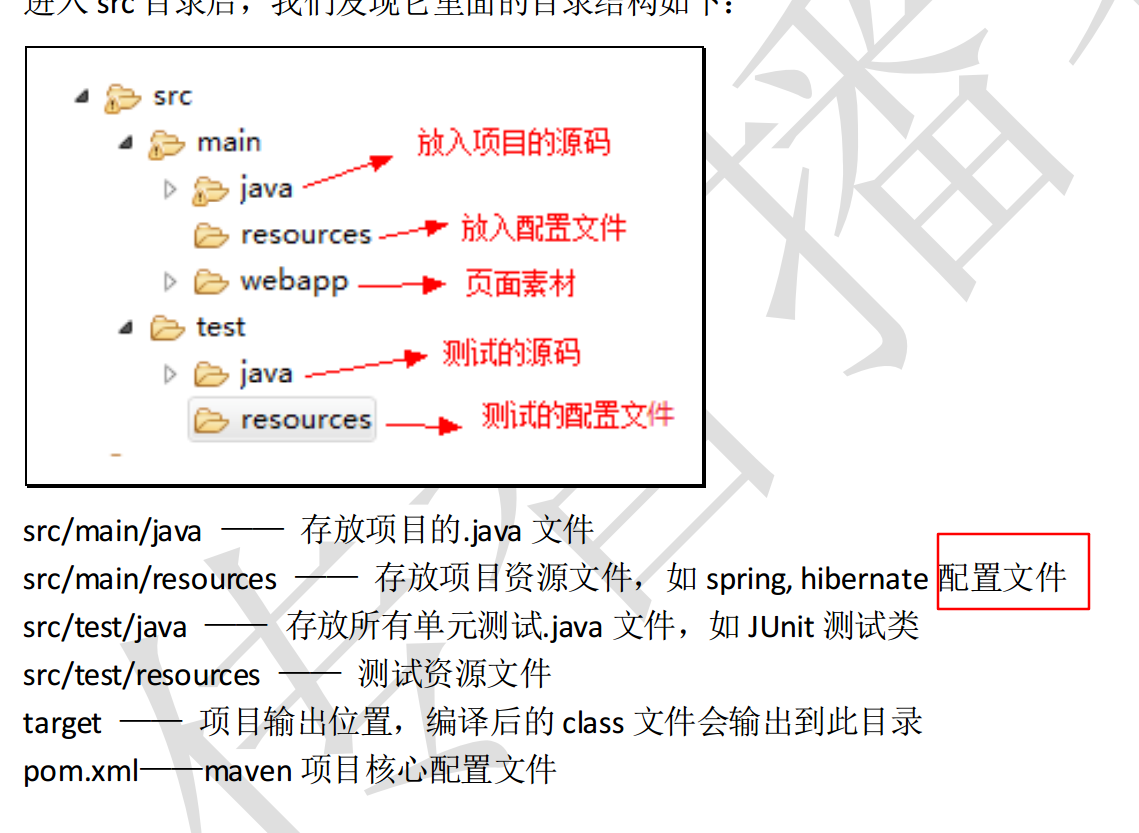 进入 src 目录后，我们发现它里面的目录结构如下：
src
main
放入项目的源码
java
resources
放入配置文件
webapp
页面素材
test
测试的源码
java
resources
测试的配置文件
src/main/java —— 存放项目的.java 文件
src/main/resources —— 存放项目资源文件，如 spring, hibernate 配置文件
src/test/java —— 存放所有单元测试.java 文件，如 JUnit 测试类
src/test/resources —— 测试资源文件
target —— 项目输出位置，编译后的 class 文件会输出到此目录
pom.xml——maven 项目核心配置文件
传智播